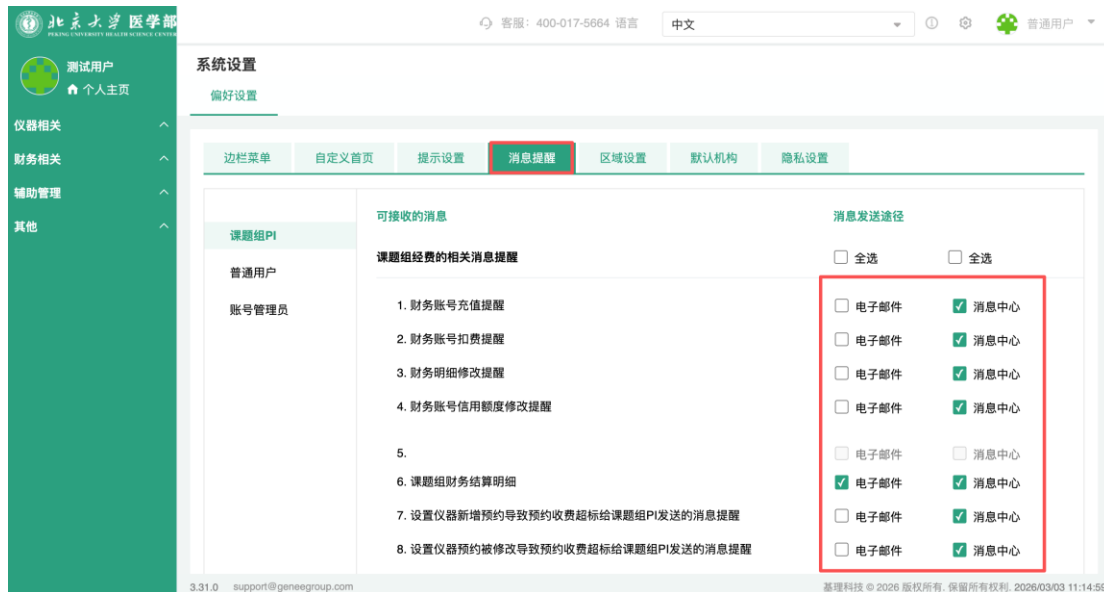 北京大学医学部
PEKING UNIVERSITY HEALTH SCIENCE CENTER
客服：400-017-5664 语言 中文 普通用户
测试用户
个人主页
仪器相关
财务相关
辅助管理
其他
系统设置
偏好设置
边栏菜单 自定义首页 提示设置 消息提醒 区域设置 默认机构 隐私设置
课题组PI
普通用户
账号管理员
可接收的消息 消息发送途径
课题组经费的相关消息提醒 全选 全选
1. 财务账号充值提醒 电子邮件 消息中心
2. 财务账号扣费提醒 电子邮件 消息中心
3. 财务明细修改提醒 电子邮件 消息中心
4. 财务账号信用额度修改提醒 电子邮件 消息中心
5. 电子邮件 消息中心
6. 课题组财务结算明细 电子邮件 消息中心
7. 设置仪器新增预约导致预约收费超标给课题组PI发送的消息提醒 电子邮件 消息中心
8. 设置仪器预约被修改导致预约收费超标给课题组PI发送的消息提醒 电子邮件 消息中心
3.31.0 support@geneegroup.com 基理科技 © 2026 版权所有. 保留所有权利. 2026/03/03 11:14:59